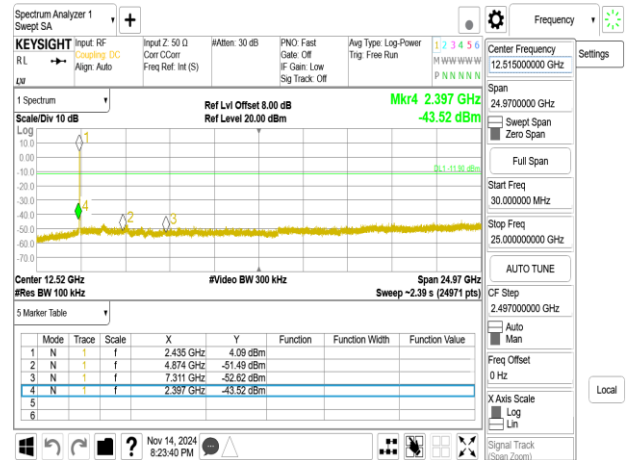 Spectrum Analyzer 1
Swept SA
Frequency
KEYSIGHT
RL
Input: RF
Coupling: DC
Align: Auto
Input Z: 50 Ω
Corr CCorr
Freq Ref: Int (S)
#Atten: 30 dB
PNO: Fast
Gate: Off
IF Gain: Low
Sig Track: Off
Avg Type: Log-Power
Trig: Free Run
1 2 3 4 5 6
M W W W W W
P N N N N N
Center Frequency
12.515000000 GHz
Settings
1 Spectrum
Scale/Div 10 dB
Ref Lvl Offset 8.00 dB
Ref Level 20.00 dBm
Mkr4 2.397 GHz
-43.52 dBm
Span
24.9700000 GHz
Swept Span
Zero Span
Full Span
Start Freq
30.000000 MHz
Stop Freq
25.000000000 GHz
AUTO TUNE
CF Step
2.497000000 GHz
Auto
Man
Freq Offset
0 Hz
X Axis Scale
Log
Lin
Signal Track
(Span Zoom)
Local
Log
10.0
0.00
-10.0
-20.0
-30.0
-40.0
-50.0
-60.0
-70.0
1
DL1 -11.90 dBm
4
2
3
Center 12.52 GHz
#Res BW 100 kHz
#Video BW 300 kHz
Span 24.97 GHz
Sweep ~2.39 s (24971 pts)
5 Marker Table
Mode Trace Scale X Y Function Function Width Function Value
1 N 1 f 2.435 GHz 4.09 dBm
2 N 1 f 4.874 GHz -51.49 dBm
3 N 1 f 7.311 GHz -52.62 dBm
4 N 1 f 2.397 GHz -43.52 dBm
5
6
Nov 14, 2024
8:23:40 PM